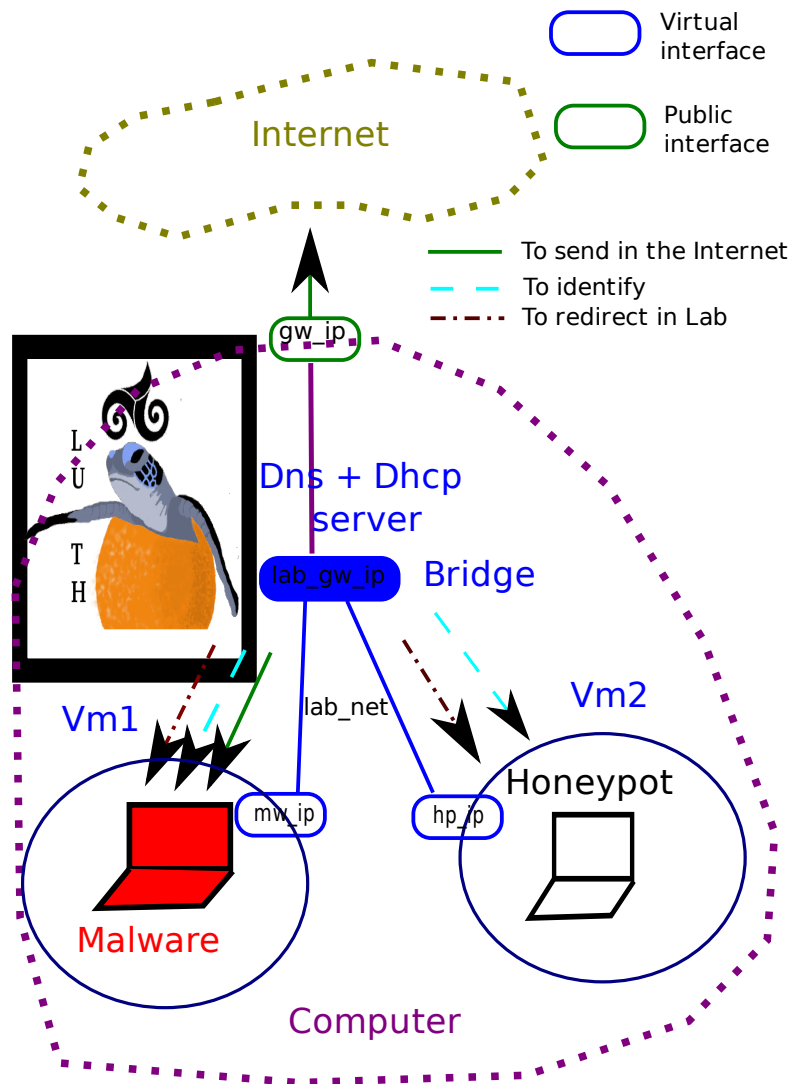 Virtual
interface
Internet
Public
interface
To send in the Internet
To identify
To redirect in Lab
gw_ip
L
U
T
H
Dns + Dhcp
server
lab_gw_ip
Bridge
Vm1
lab_net
Vm2
Honeypot
mw_ip
hp_ip
Malware
Computer